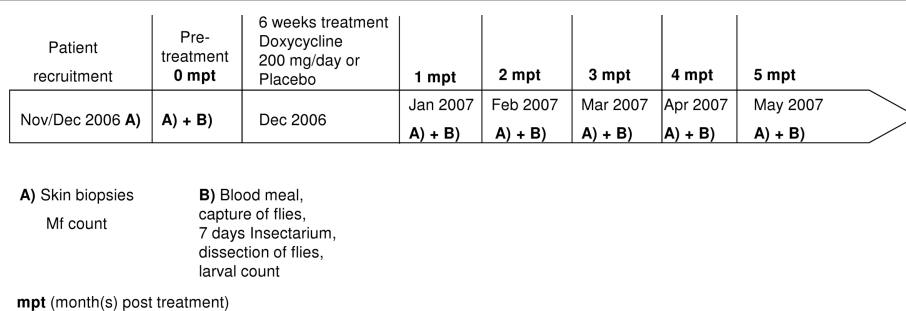 Patient
recruitment
Pre-
treatment
0 mpt
6 weeks treatment
Doxycycline
200 mg/day or
Placebo
1 mpt
2 mpt
3 mpt
4 mpt
5 mpt
Nov/Dec 2006 A)
A) + B)
Dec 2006
Jan 2007
A) + B)
Feb 2007
A) + B)
Mar 2007
A) + B)
Apr 2007
A) + B)
May 2007
A) + B)
A) Skin biopsies
Mf count
B) Blood meal,
capture of flies,
7 days Insectarium,
dissection of flies,
larval count
mpt (month(s) post treatment)